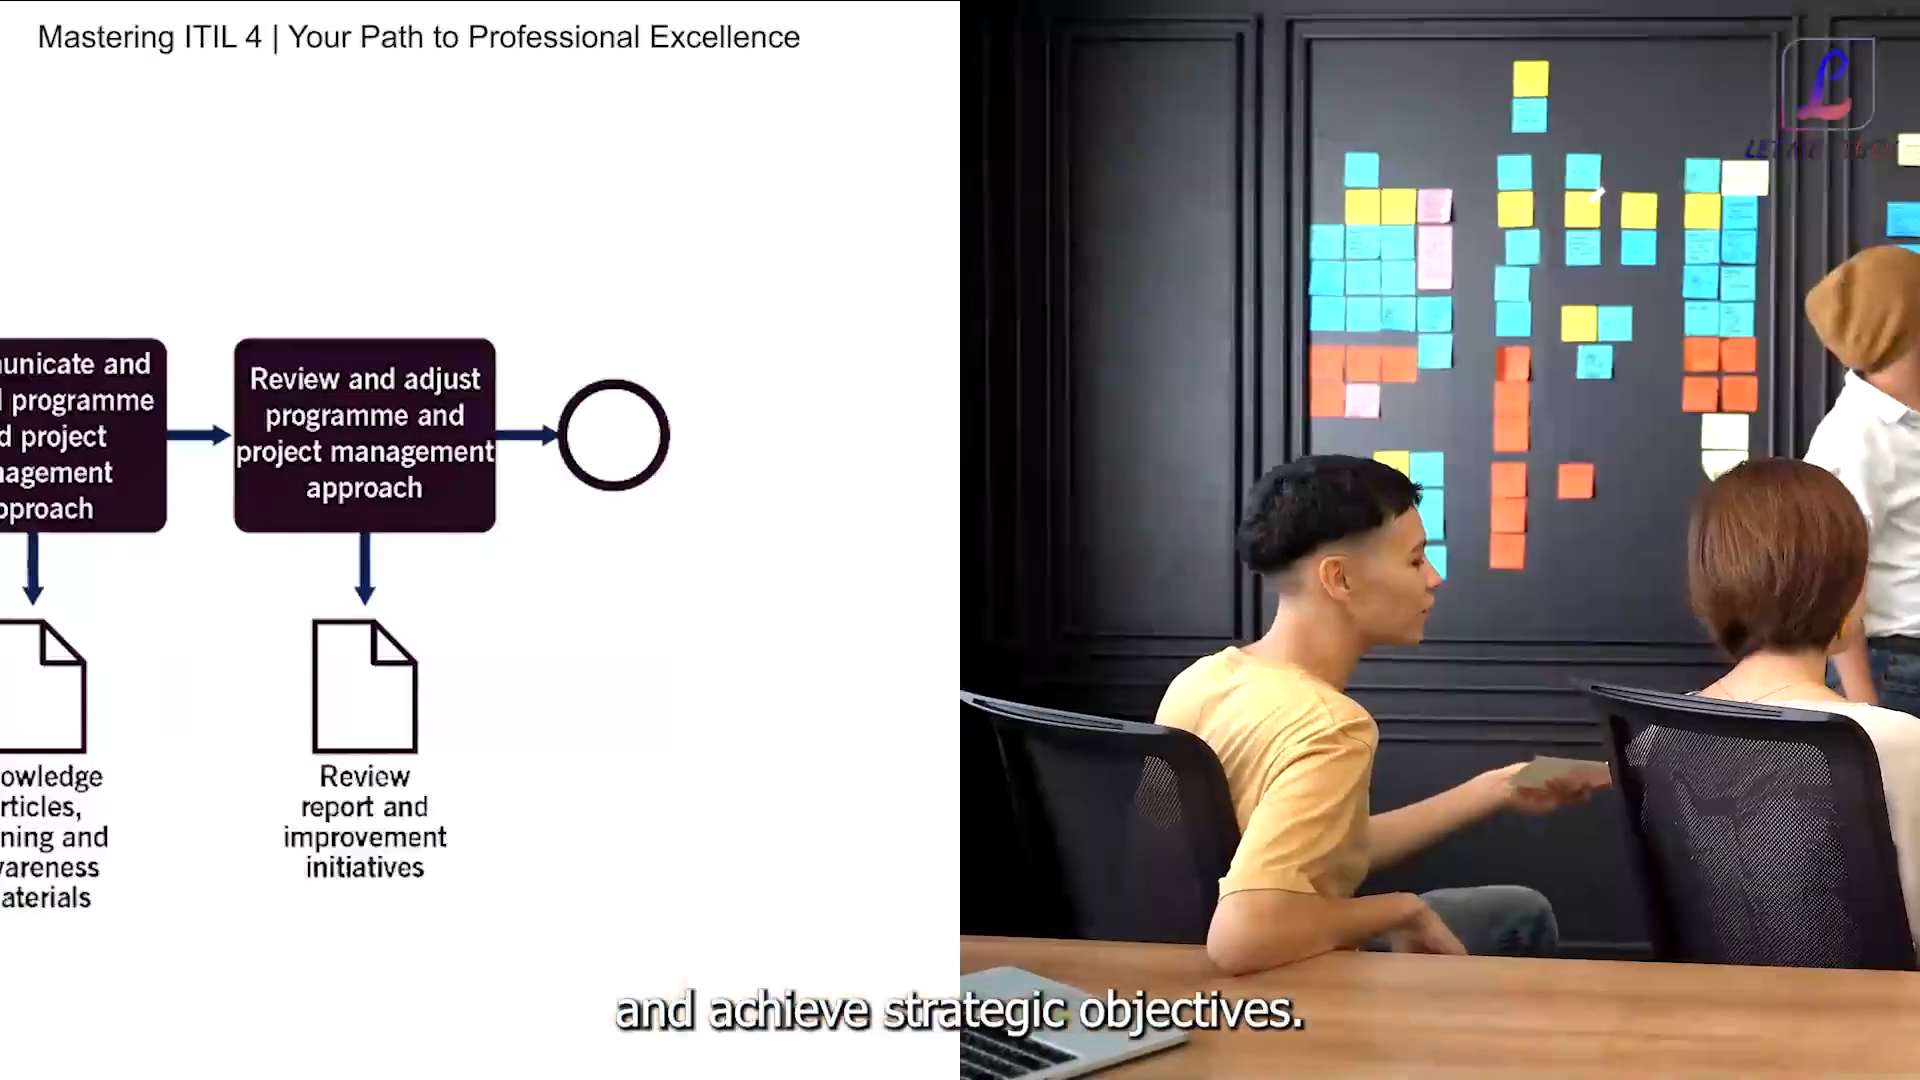 Mastering ITIL 4 | Your Path to Professional Excellence
unicate and
programme
d project
agement
pproach
Review and adjust
programme and
project management
approach
owledge
rticles,
ning and
wareness
aterials
Review
report and
improvement
initiatives
and achieve strategic objectives.